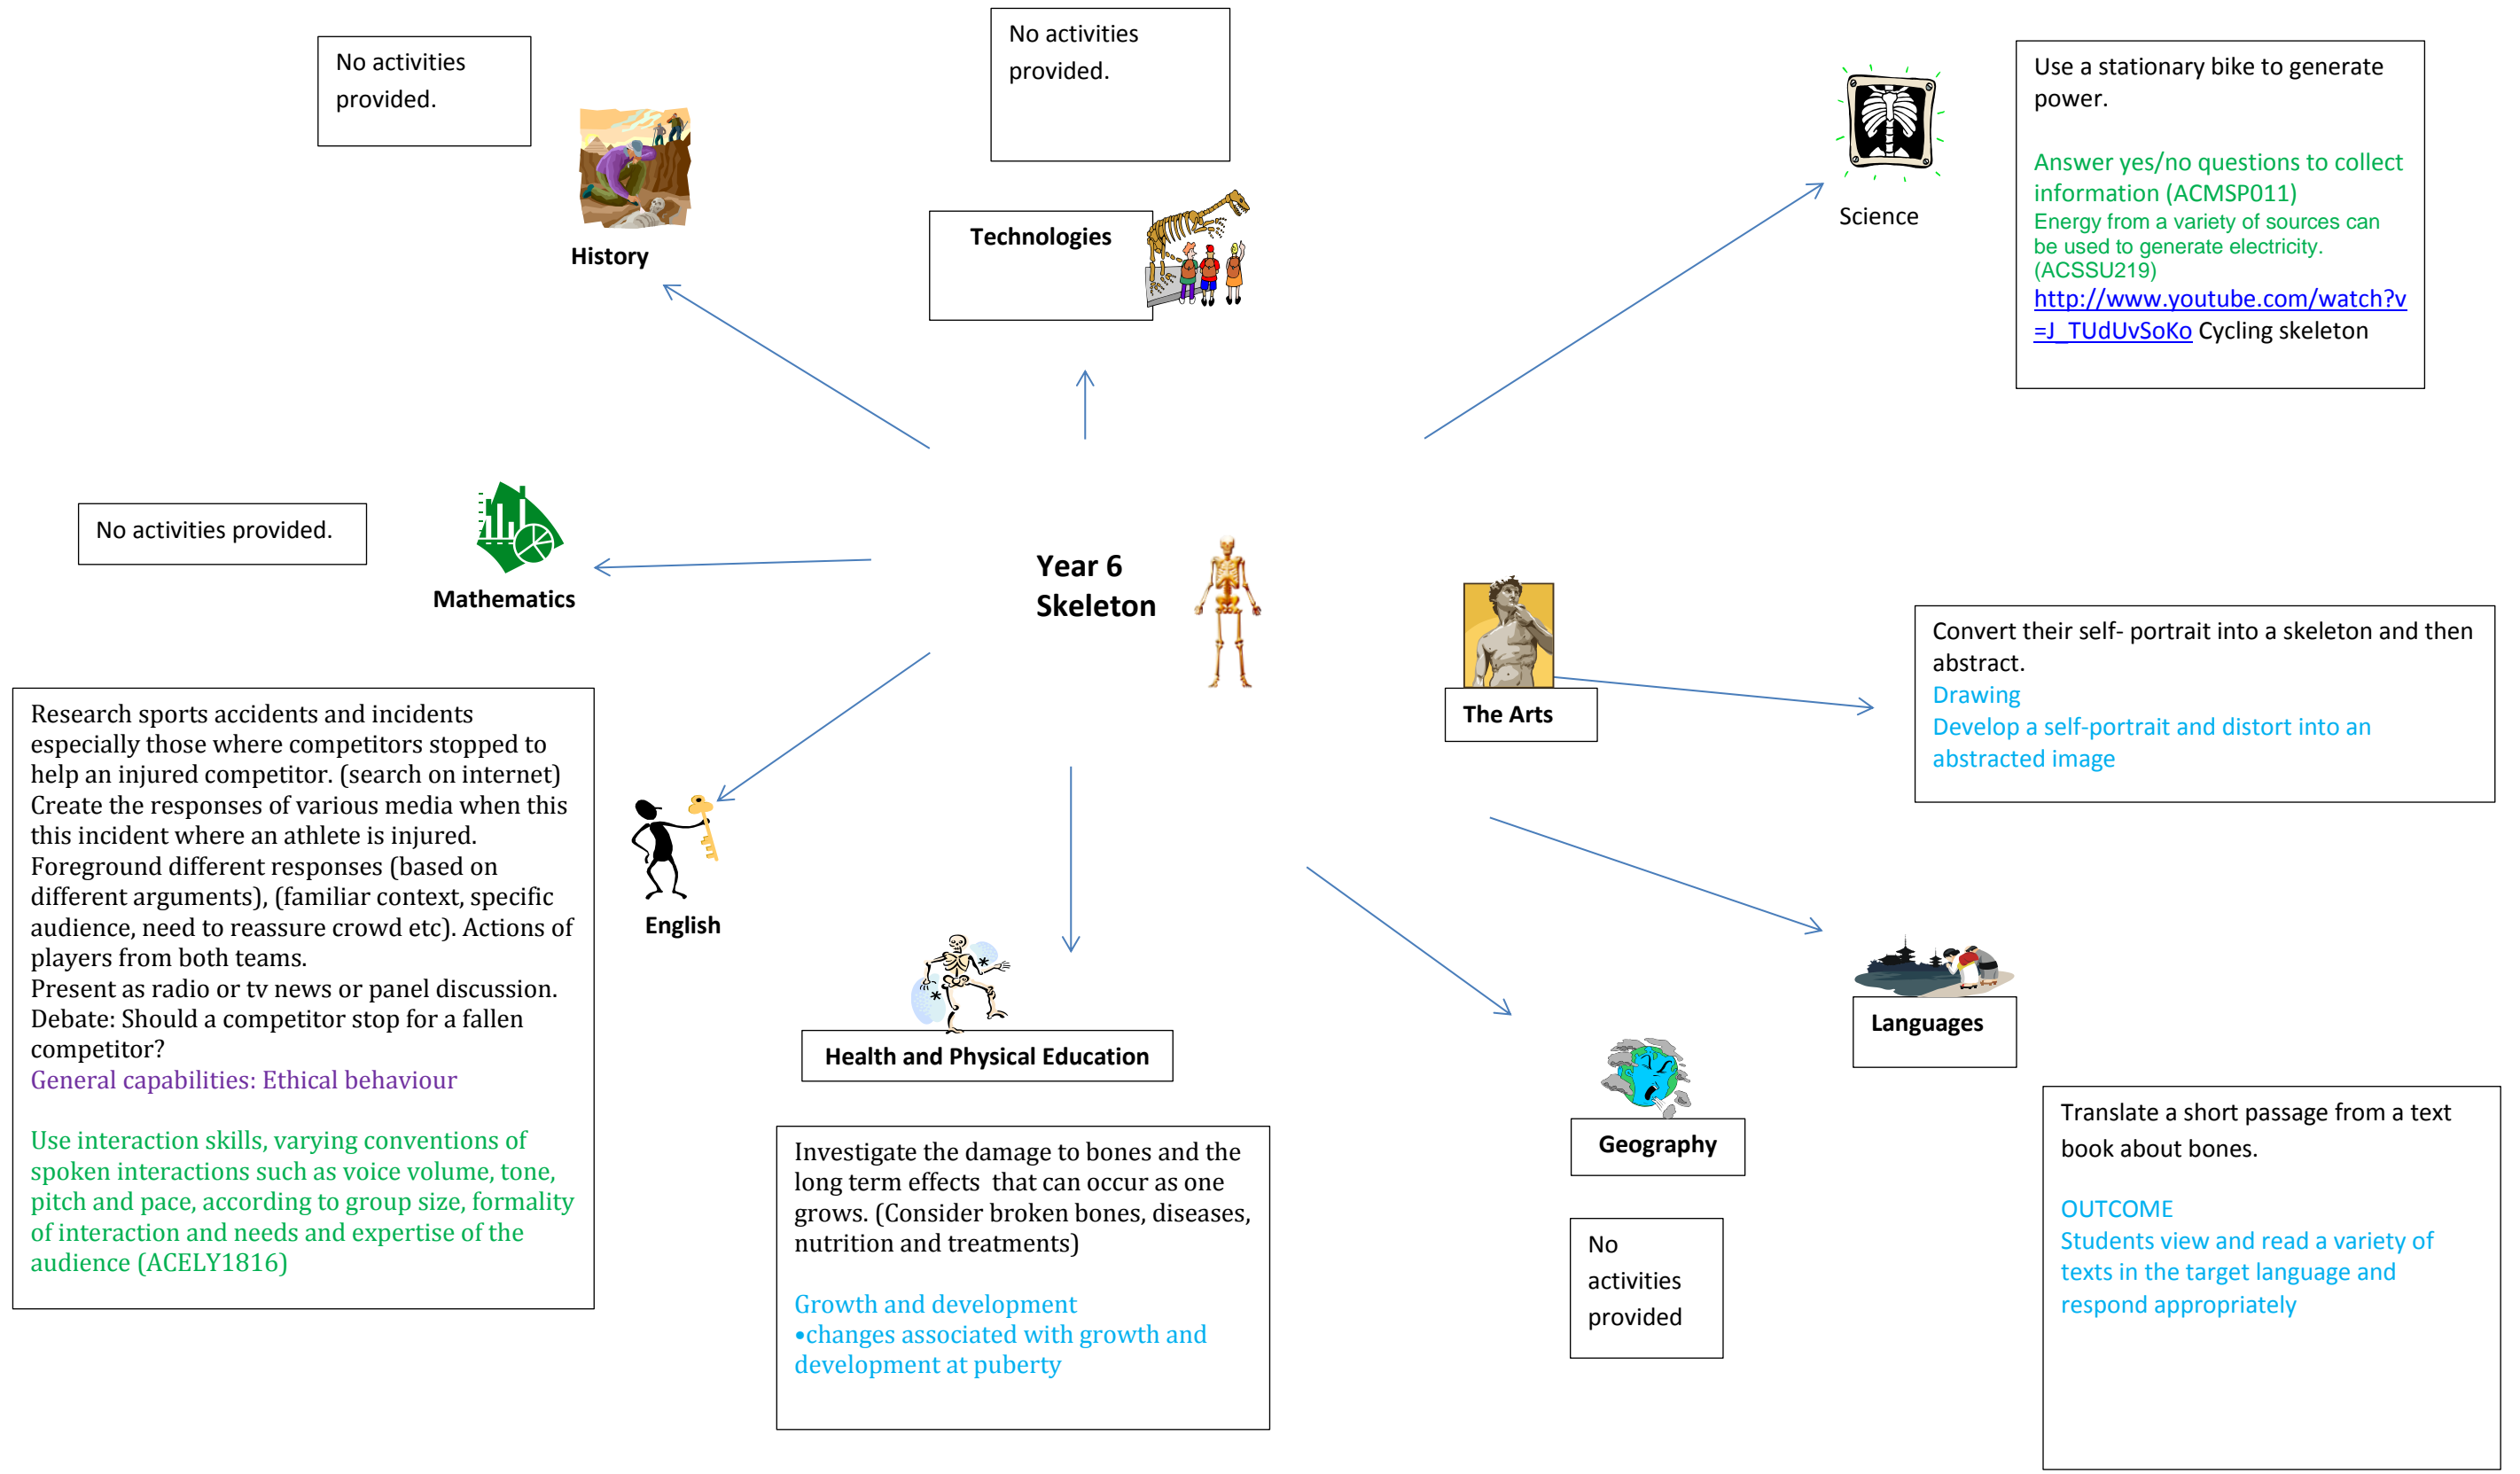 No activities
provided.
History
No activities
provided.
Technologies
Science
Use a stationary bike to generate
power.
Answer yes/no questions to collect
information (ACMSP011)
Energy from a variety of sources can
be used to generate electricity.
(ACSSU219)
http://www.youtube.com/watch?v
=J_TUdUvSoKo Cycling skeleton
No activities provided.
Mathematics
Year 6
Skeleton
The Arts
Convert their self- portrait into a skeleton and then
abstract.
Drawing
Develop a self-portrait and distort into an
abstracted image
Research sports accidents and incidents
especially those where competitors stopped to
help an injured competitor. (search on internet)
Create the responses of various media when this
this incident where an athlete is injured.
Foreground different responses (based on
different arguments), (familiar context, specific
audience, need to reassure crowd etc). Actions of
players from both teams.
Present as radio or tv news or panel discussion.
Debate: Should a competitor stop for a fallen
competitor?
General capabilities: Ethical behaviour
Use interaction skills, varying conventions of
spoken interactions such as voice volume, tone,
pitch and pace, according to group size, formality
of interaction and needs and expertise of the
audience (ACELY1816)
English
Health and Physical Education
Investigate the damage to bones and the
long term effects  that can occur as one
grows. (Consider broken bones, diseases,
nutrition and treatments)
Growth and development
•changes associated with growth and
development at puberty
Geography
No
activities
provided
Languages
Translate a short passage from a text
book about bones.
OUTCOME
Students view and read a variety of
texts in the target language and
respond appropriately